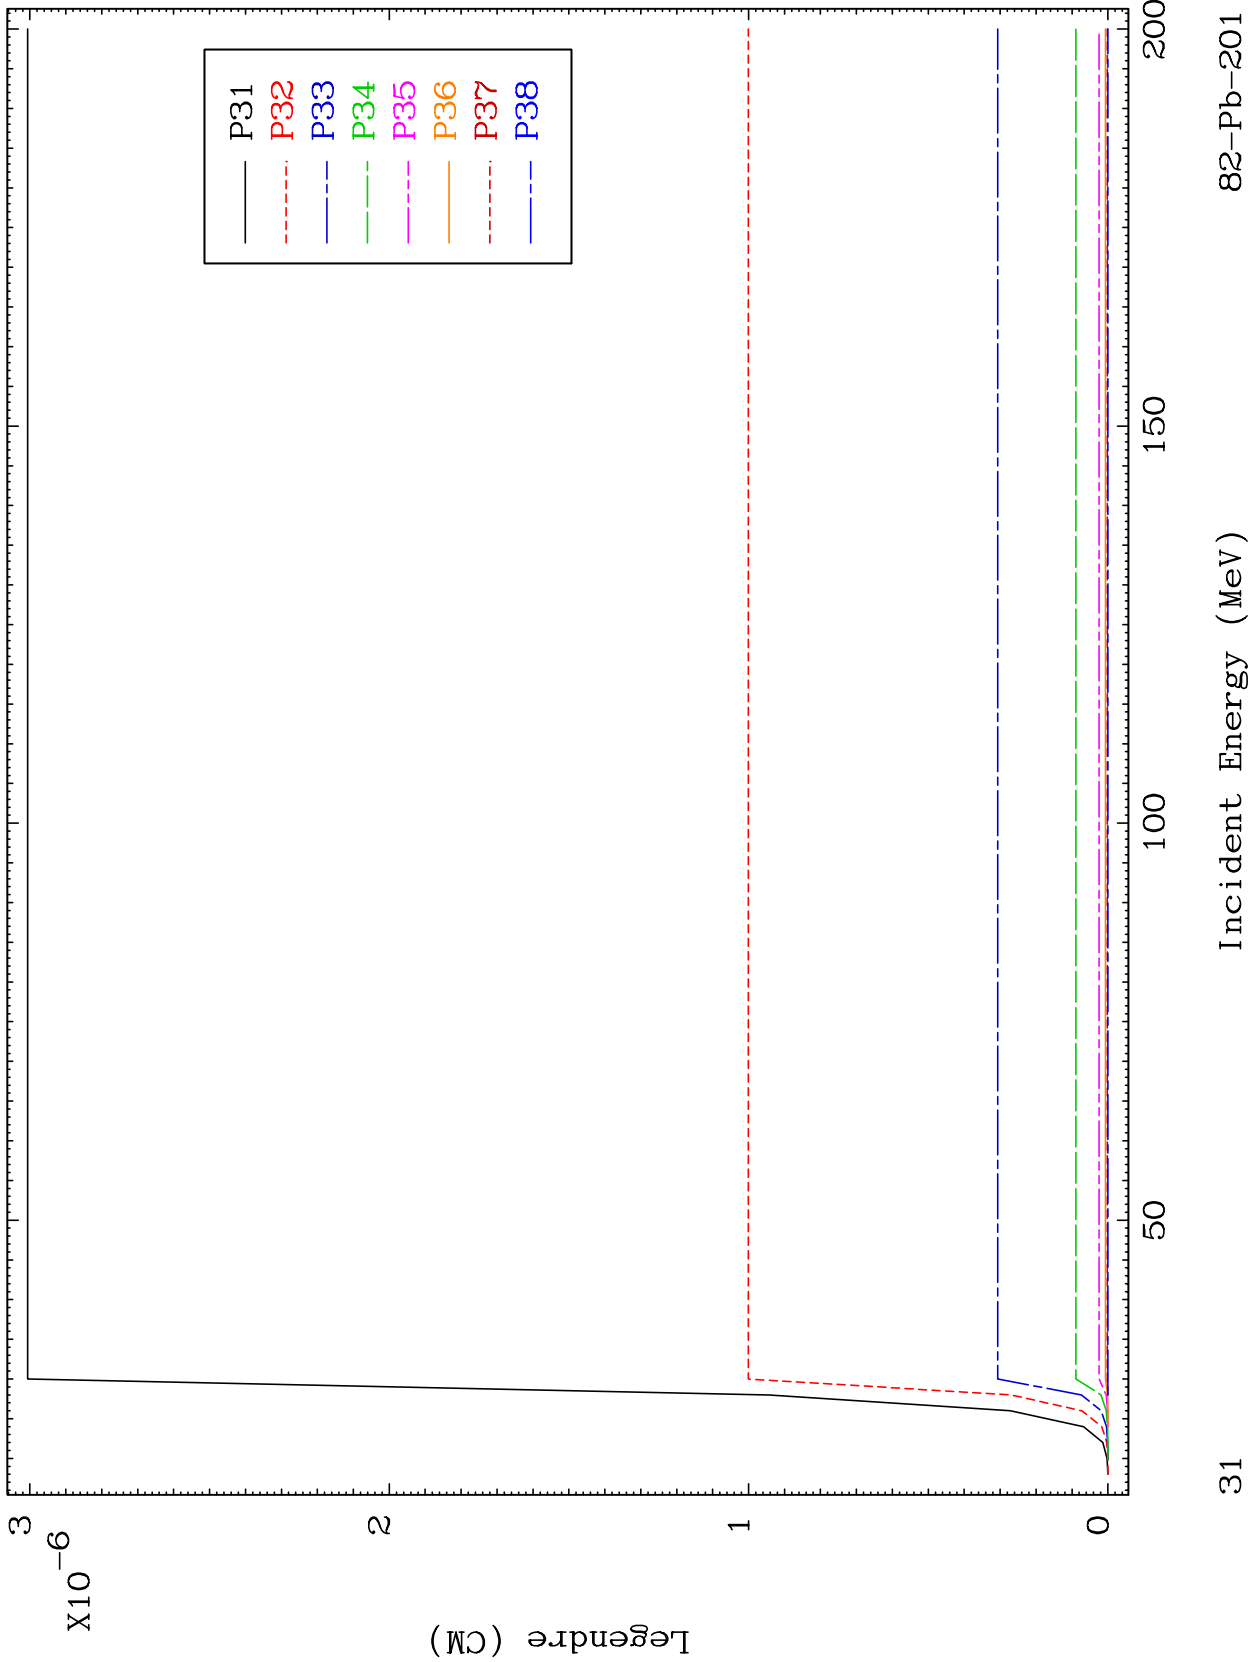 3
X10⁻⁶
2
1
0
Legendre (CM)
P31
P32
P33
P34
P35
P36
P37
P38
50
100
150
200
31
Incident Energy (MeV)
82-Pb-201